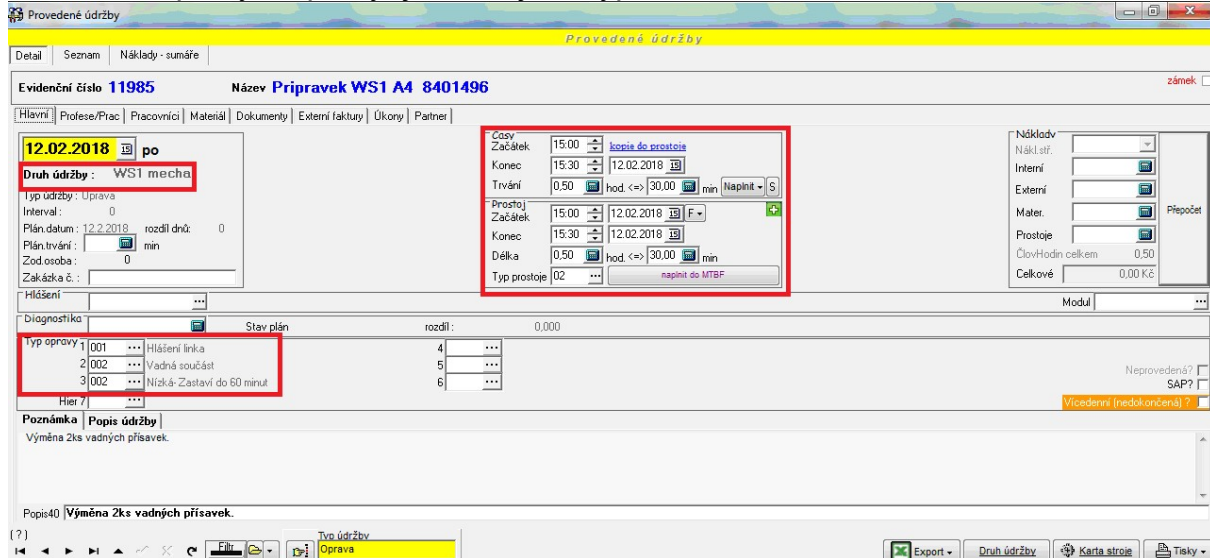 Provedené údržby
Provedené údržby
Detail Seznam Náklady - sumáře
Evidenční číslo 11985 Název Pripravek WS1 A4 8401496 zámek
Hlavní Profese/Prac Pracovníci Materiál Dokumenty Externí faktury Úkony Partner
12.02.2018 15 po
Druh údržby : WS1 mecha
Typ údržby : Oprava
Interval : 0
Plán.datum : 12.2.2018 rozdíl dnů: 0
Plán.trvání : min
Zod.osoba : 0
Zakázka č. :
Časy
Začátek 15:00 kopie do prostoje
Konec 15:30 12.02.2018 15
Trvání 0,50 hod. <=> 30,00 min Naplnit S
Prostoj
Začátek 15:00 12.02.2018 15 F
Konec 15:30 12.02.2018 15
Délka 0,50 hod. <=> 30,00 min
Typ prostoje 02 ... naplnit do MTBF
Náklady
Nákl.stř.
Interní
Externí
Mater.
Prostoje
ČlovHodin celkem 0,50
Celkové 0,00 Kč
Přepočet
Hlášení ... Modul ...
Diagnostika Stav plán rozdíl : 0,000
Typ opravy 1 001 ... Hlášení linka 4 ...
2 002 ... Vadná součást 5 ...
3 002 ... Nízká- Zastaví do 60 minut 6 ...
Hier 7 ...
Neprovedená?
SAP?
Vícedenní (nedokončená) ?
Poznámka Popis údržby
Výměna 2ks vadných přísavek.
Popis40 Výměna 2ks vadných přísavek.
(?)
Filtr Typ údržby
Oprava
Export Druh údržby Karta stroje Tisky